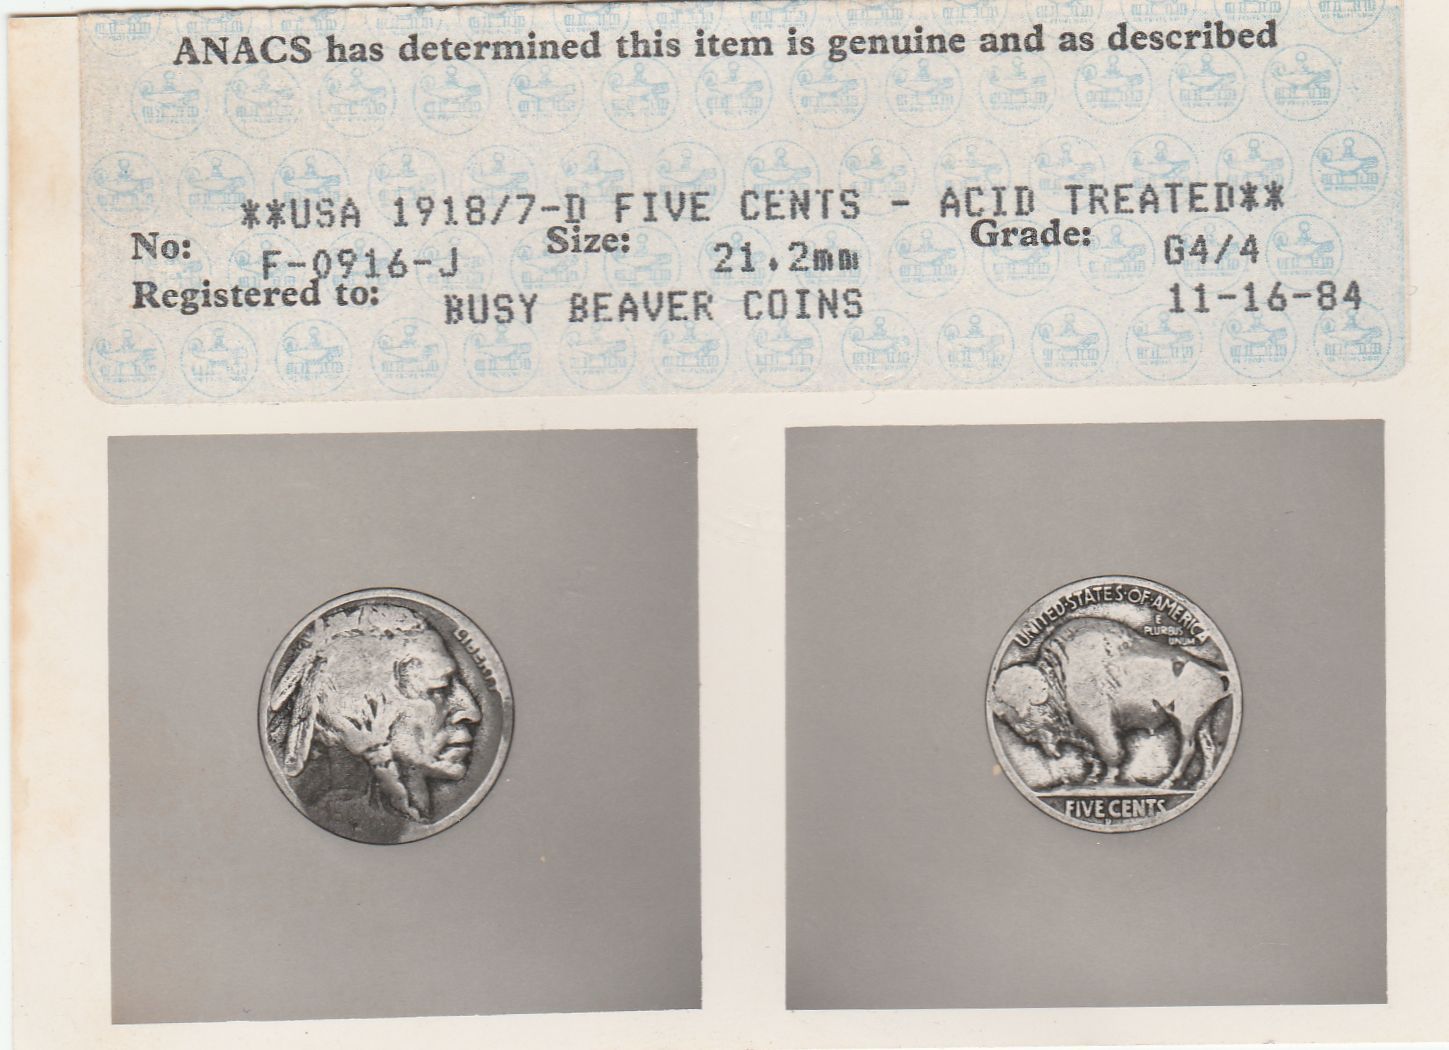 ANACS has determined this item is genuine and as described
**USA 1918/7-D FIVE CENTS - ACID TREATED**
No: F-0916-J Size: 21.2mm Grade: G4/4
Registered to: BUSY BEAVER COINS 11-16-84
LIBERTY
UNITED·STATES·OF·AMERICA
E
PLURIBUS
UNUM
FIVE CENTS
D